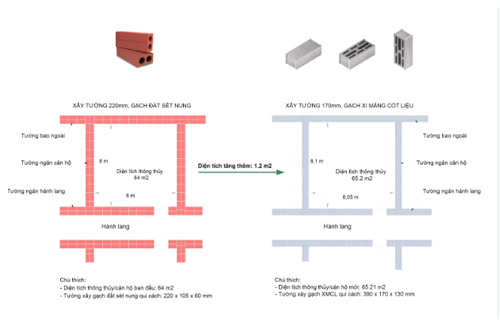 XÂY TƯỜNG 220mm, GẠCH ĐẤT SÉT NUNG
Tường bao ngoài
Tường ngăn căn hộ
Tường ngăn hành lang
8 m
Diện tích thông thủy
64 m2
8 m
Hành lang
Chú thích:
- Diện tích thông thủy/căn hộ ban đầu: 64 m2
- Tường xây gạch đất sét nung qui cách: 220 x 105 x 60 mm
Diện tích tăng thêm: 1.2 m2
XÂY TƯỜNG 170mm, GẠCH XI MĂNG CỐT LIỆU
8,1 m
Diện tích thông thủy
65.2 m2
8,05 m
Tường bao ngoài
Tường ngăn căn hộ
Tường ngăn hành lang
Hành lang
Chú thích:
- Diện tích thông thủy/căn hộ mới: 65.21 m2
- Tường xây gạch XMCL qui cách: 390 x 170 x 130 mm